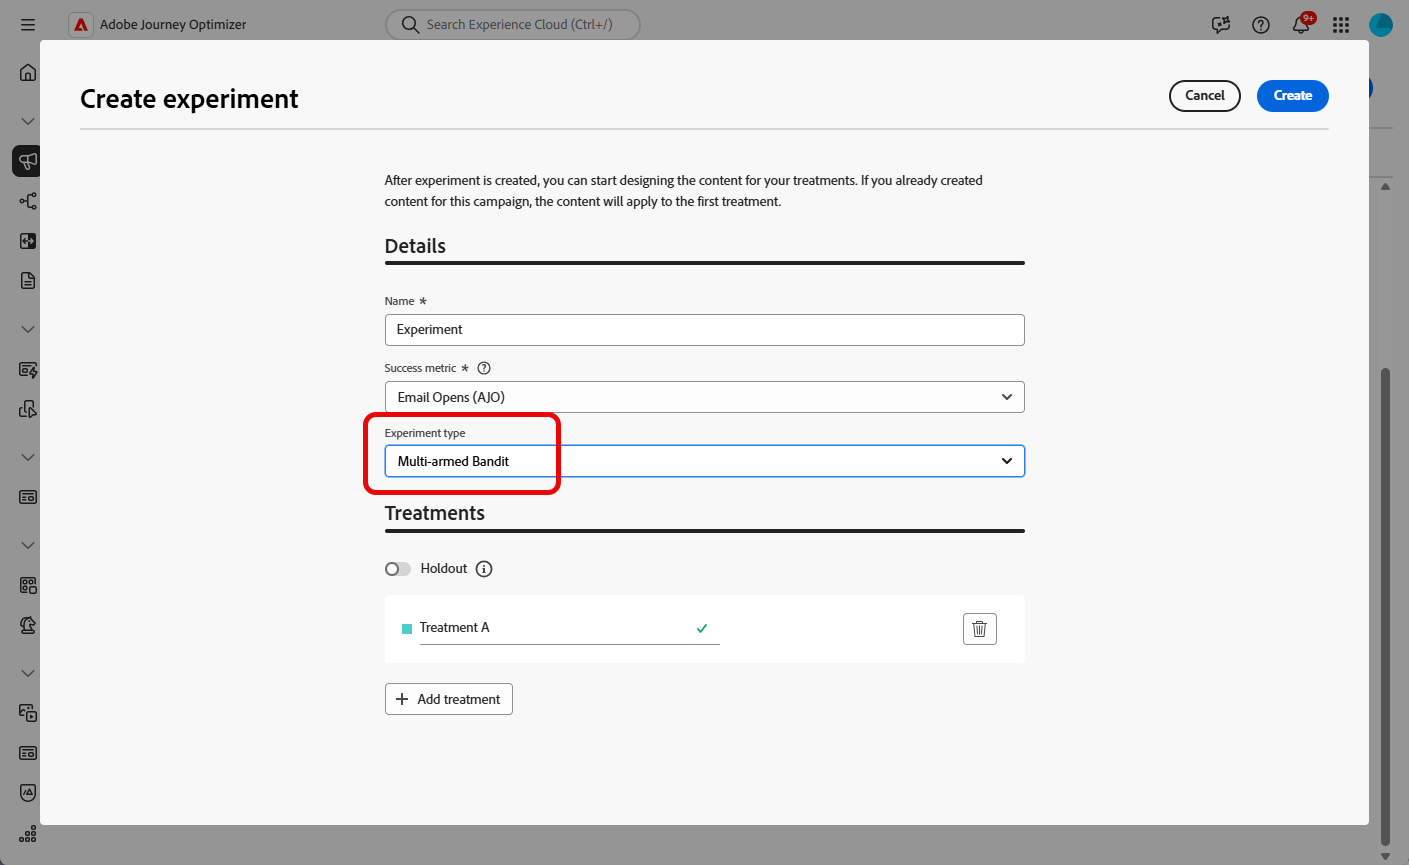 Adobe Journey Optimizer
Search Experience Cloud (Ctrl+/)
9+
Create experiment
Cancel
Create
After experiment is created, you can start designing the content for your treatments. If you already created
content for this campaign, the content will apply to the first treatment.
Details
Name *
Experiment
Success metric *
Email Opens (AJO)
Experiment type
Multi-armed Bandit
Treatments
Holdout
Treatment A
Add treatment